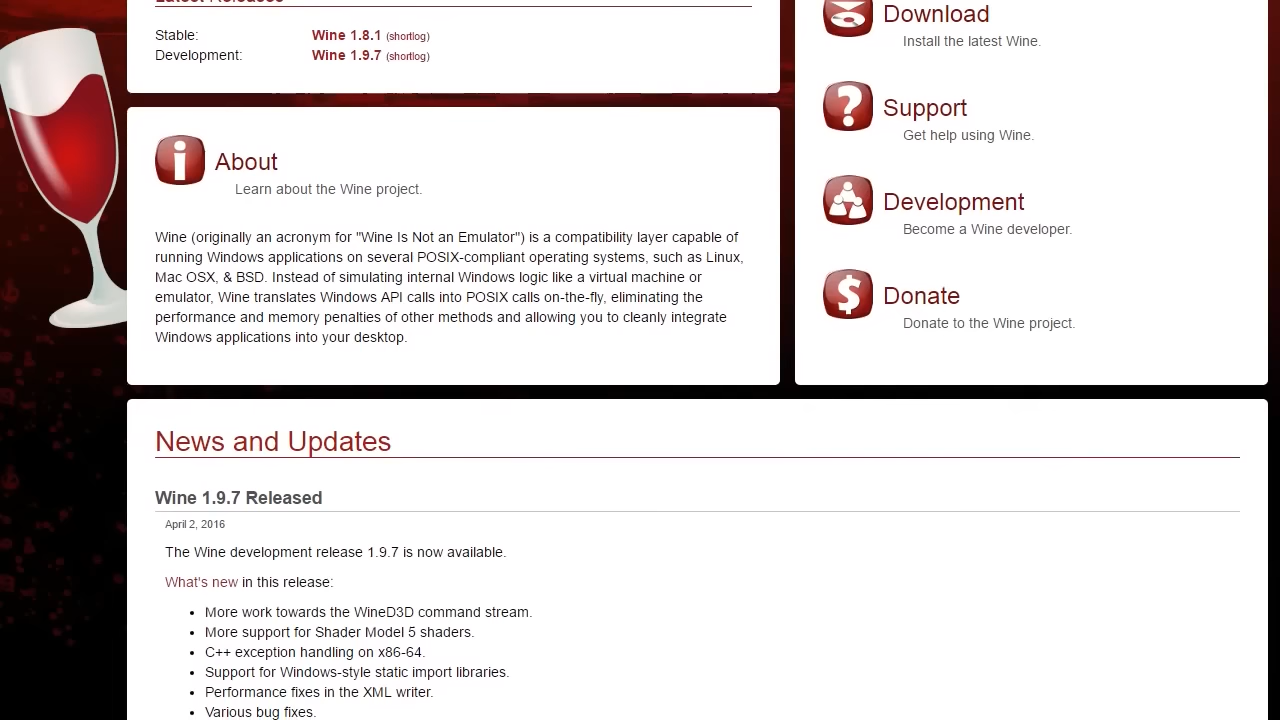 Latest Releases
Stable: Wine 1.8.1 (shortlog)
Development: Wine 1.9.7 (shortlog)
About
Learn about the Wine project.
Wine (originally an acronym for "Wine Is Not an Emulator") is a compatibility layer capable of
running Windows applications on several POSIX-compliant operating systems, such as Linux,
Mac OSX, & BSD. Instead of simulating internal Windows logic like a virtual machine or
emulator, Wine translates Windows API calls into POSIX calls on-the-fly, eliminating the
performance and memory penalties of other methods and allowing you to cleanly integrate
Windows applications into your desktop.
Download
Install the latest Wine.
Support
Get help using Wine.
Development
Become a Wine developer.
Donate
Donate to the Wine project.
News and Updates
Wine 1.9.7 Released
April 2, 2016
The Wine development release 1.9.7 is now available.
What's new in this release:
• More work towards the WineD3D command stream.
• More support for Shader Model 5 shaders.
• C++ exception handling on x86-64.
• Support for Windows-style static import libraries.
• Performance fixes in the XML writer.
• Various bug fixes.